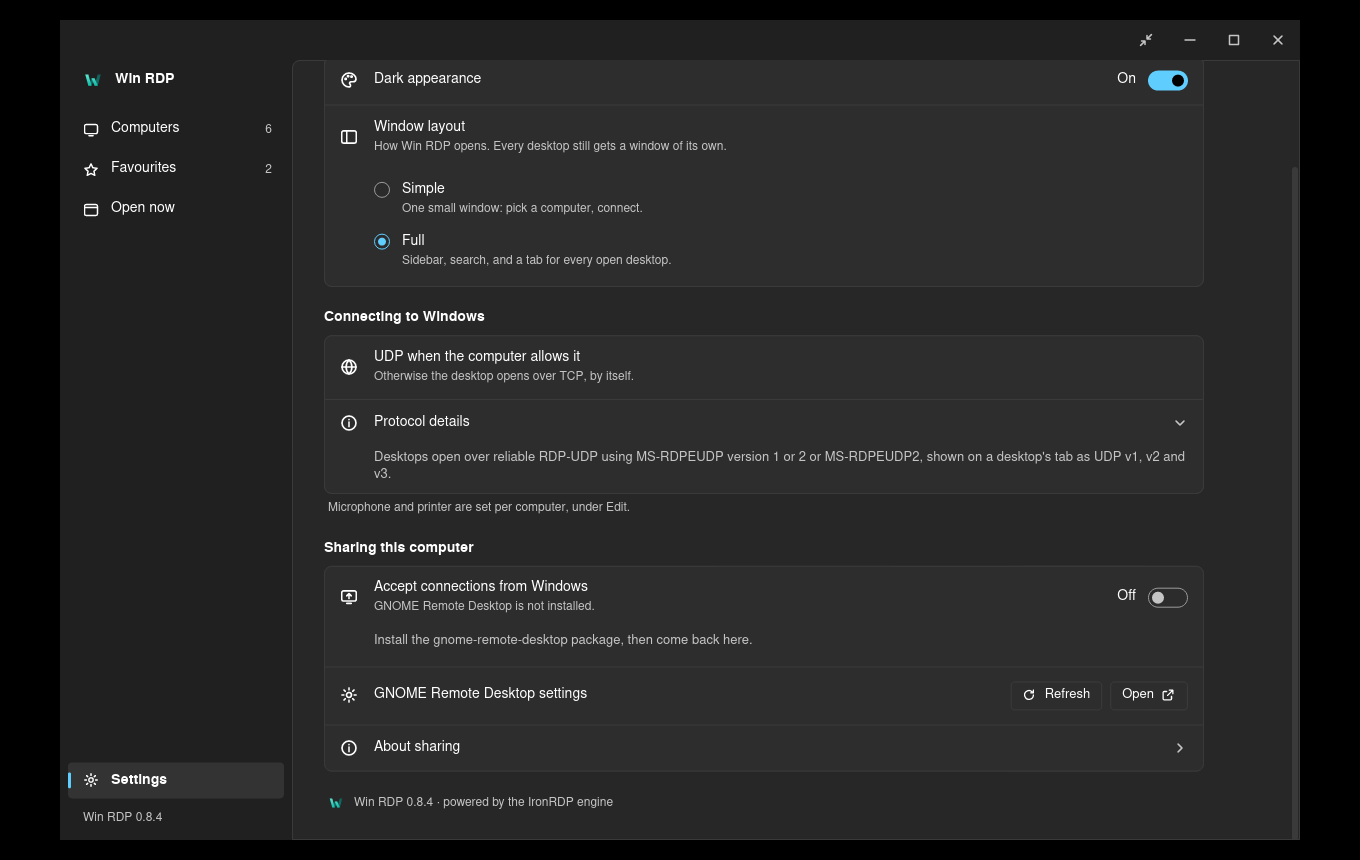 Win RDP
Computers 6
Favourites 2
Open now
Dark appearance On
Window layout
How Win RDP opens. Every desktop still gets a window of its own.
Simple
One small window: pick a computer, connect.
Full
Sidebar, search, and a tab for every open desktop.
Connecting to Windows
UDP when the computer allows it
Otherwise the desktop opens over TCP, by itself.
Protocol details
Desktops open over reliable RDP-UDP using MS-RDPEUDP version 1 or 2 or MS-RDPEUDP2, shown on a desktop's tab as UDP v1, v2 and
v3.
Microphone and printer are set per computer, under Edit.
Sharing this computer
Accept connections from Windows Off
GNOME Remote Desktop is not installed.
Install the gnome-remote-desktop package, then come back here.
GNOME Remote Desktop settings Refresh Open
About sharing
Win RDP 0.8.4 · powered by the IronRDP engine
Settings
Win RDP 0.8.4